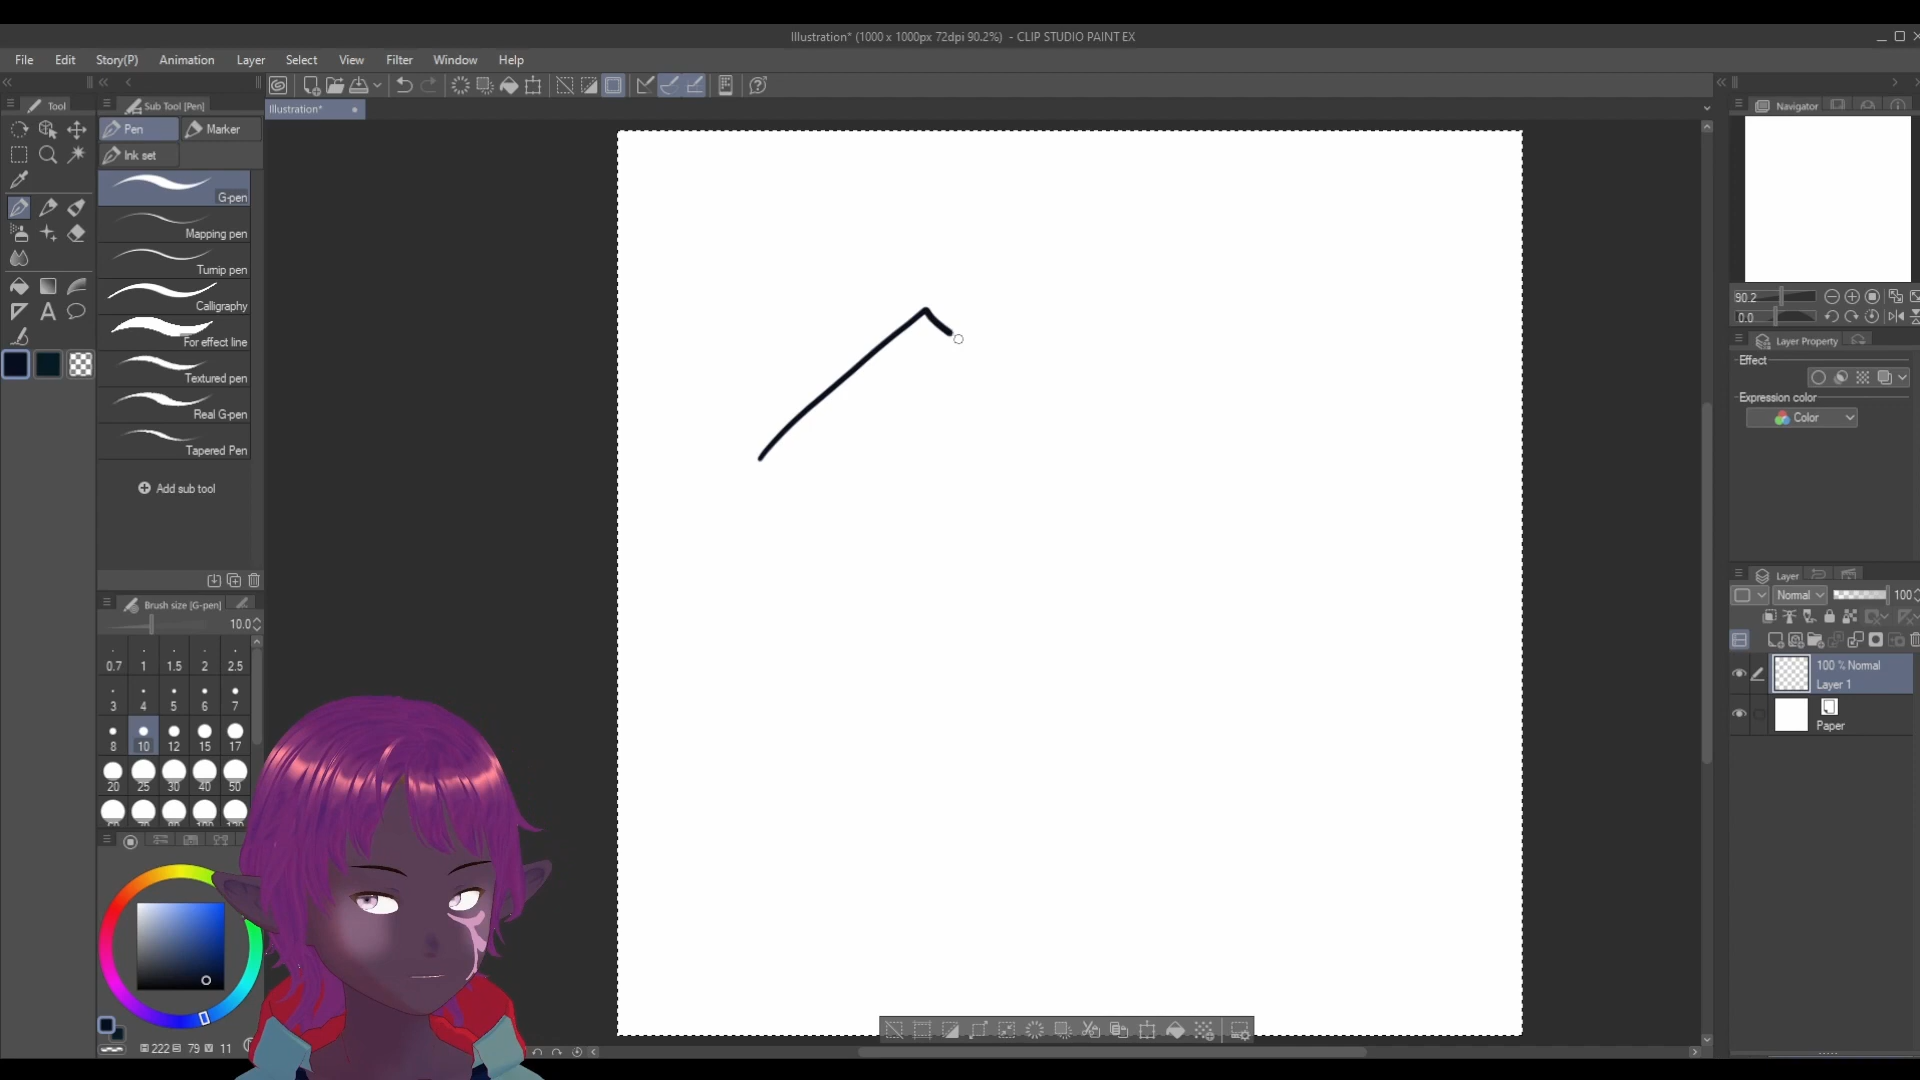 Illustration* (1000 x 1000px 72dpi 90.2%) - CLIP STUDIO PAINT EX
File Edit Story(P) Animation Layer Select View Filter Window Help
Illustration*
Tool
Sub Tool [Pen]
Pen
Marker
Ink set
G-pen
Mapping pen
Turnip pen
Calligraphy
For effect line
Textured pen
Real G-pen
Tapered Pen
Add sub tool
Brush size [G-pen]
10.0
0.7 1 1.5 2 2.5
3 4 5 6 7
8 10 12 15 17
20 25 30 40 50
222 79 11
Navigator
90.2
0.0
Layer Property
Effect
Expression color
Color
Layer
Normal 100
100 % Normal
Layer 1
Paper